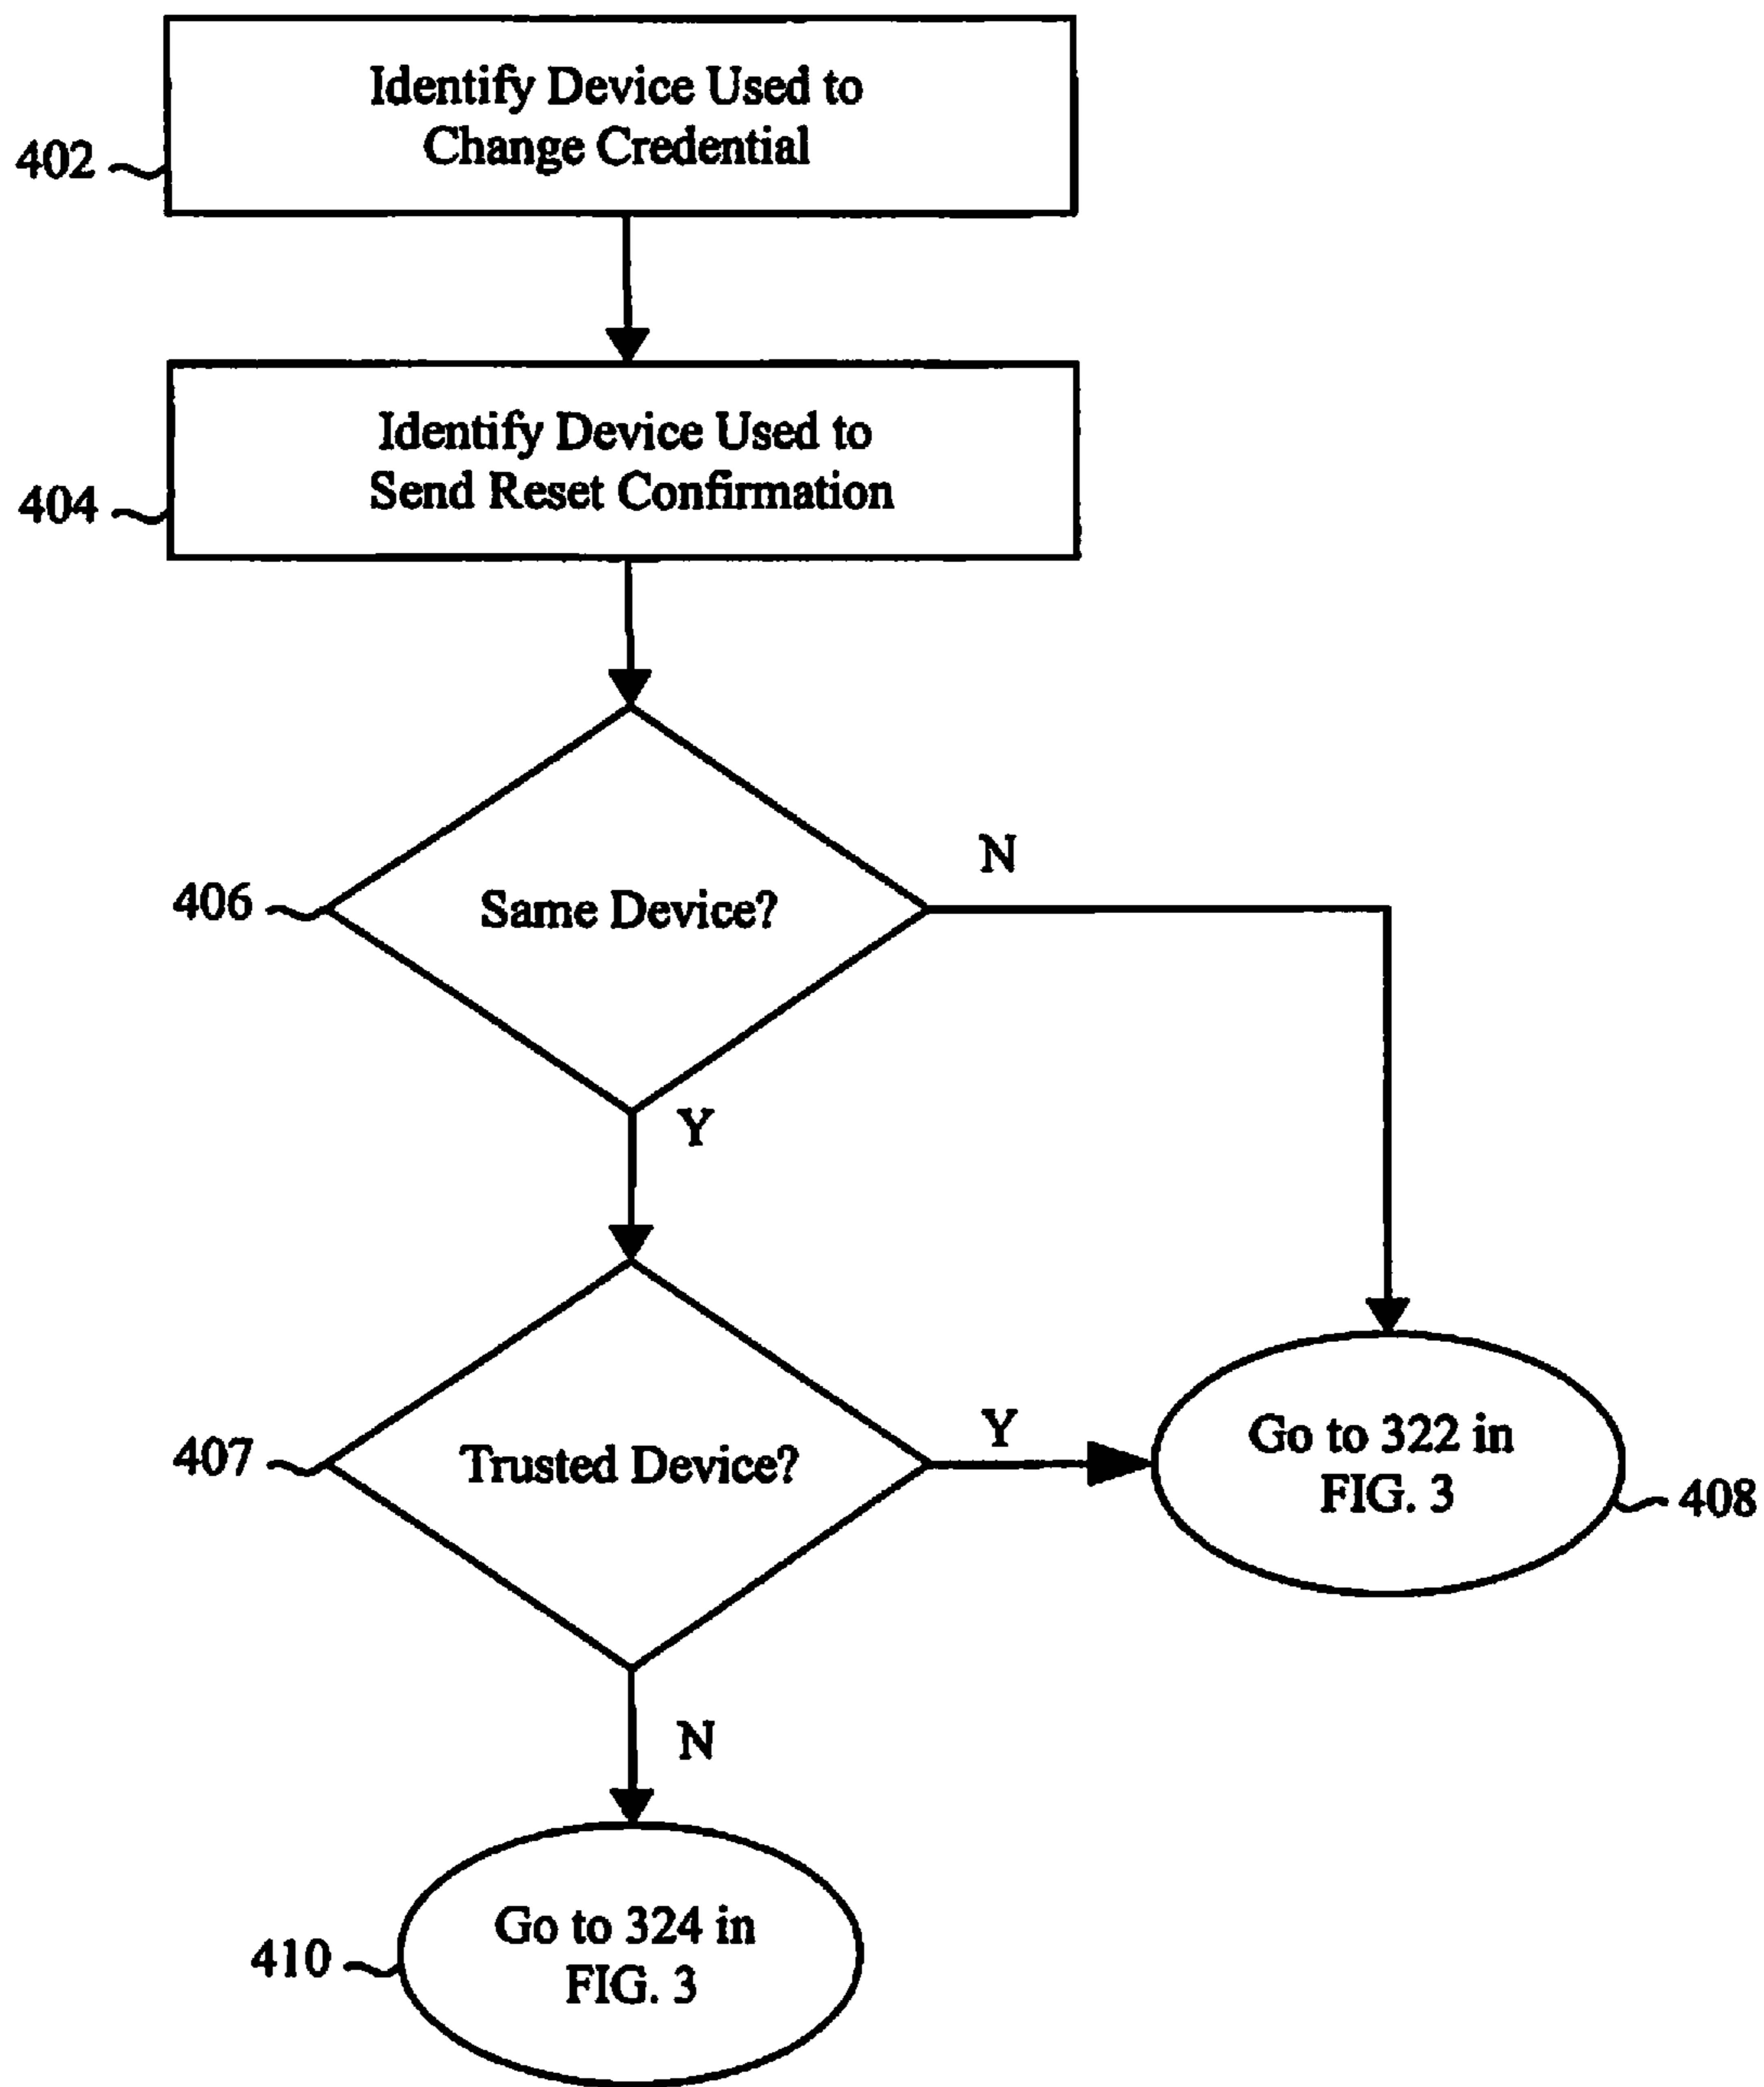 Identify Device Used to
Change Credential
402
Identify Device Used to
Send Reset Confirmation
404
N
406
Same Device?
Y
Y
407
Trusted Device?
Go to 322 in
FIG. 3
408
N
Go to 324 in
FIG. 3
410